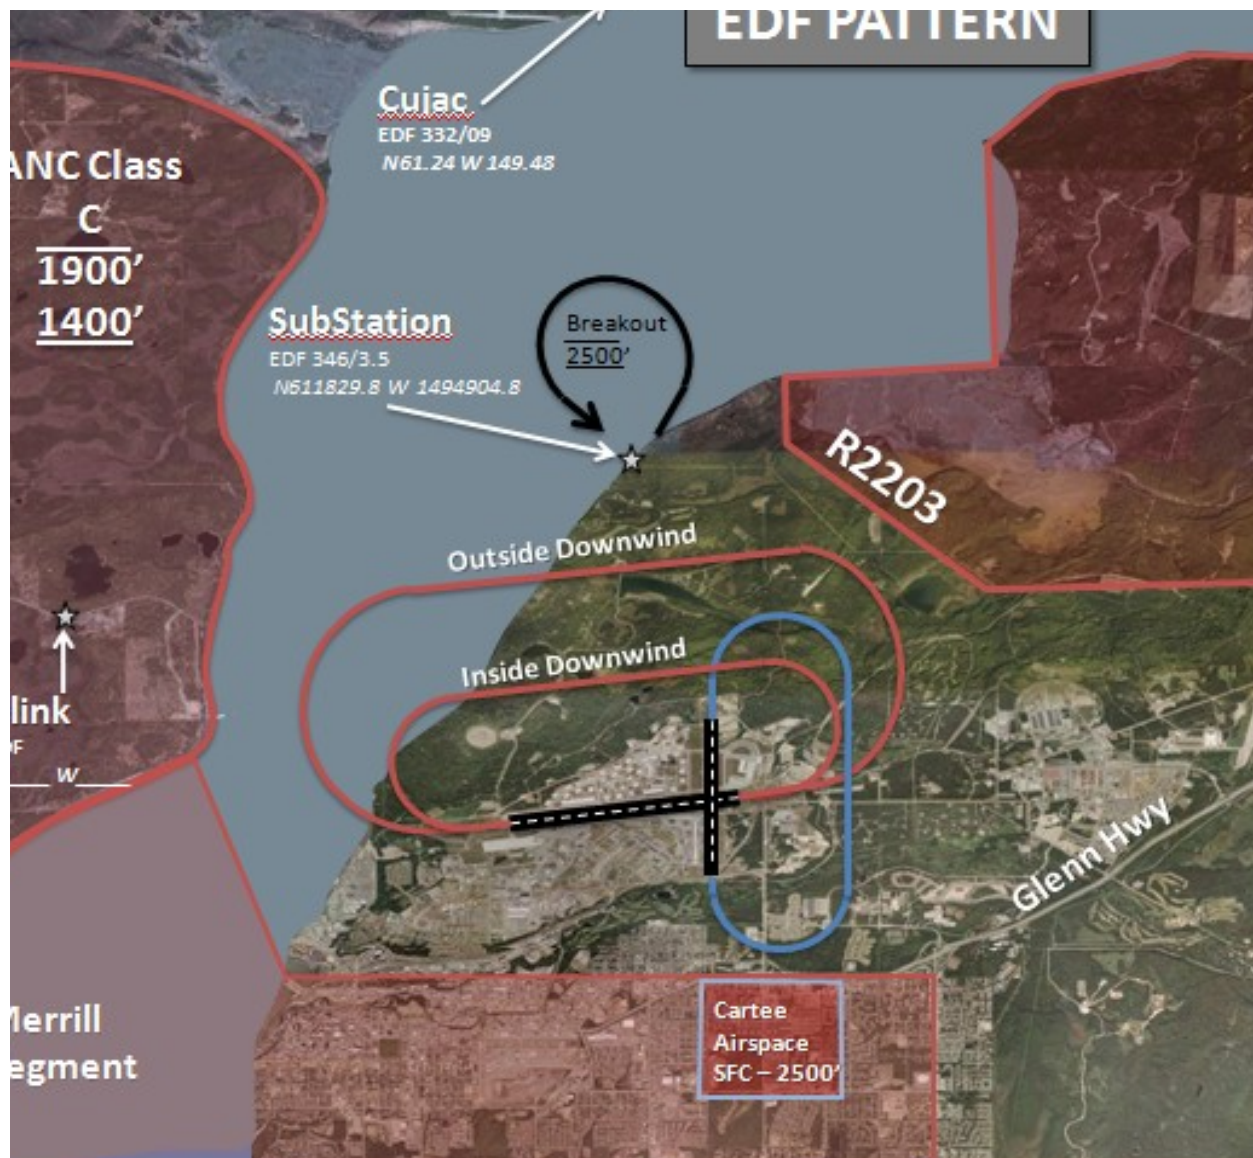 EDF PATTERN
Cujac
EDF 332/09
N61.24 W 149.48
ANC Class
C
1900’
1400’
SubStation
EDF 346/3.5
N611829.8 W 1494904.8
Breakout
2500’
R2203
Outside Downwind
Inside Downwind
link
W
Glenn Hwy
Cartee
Airspace
SFC – 2500’
Merrill
egment